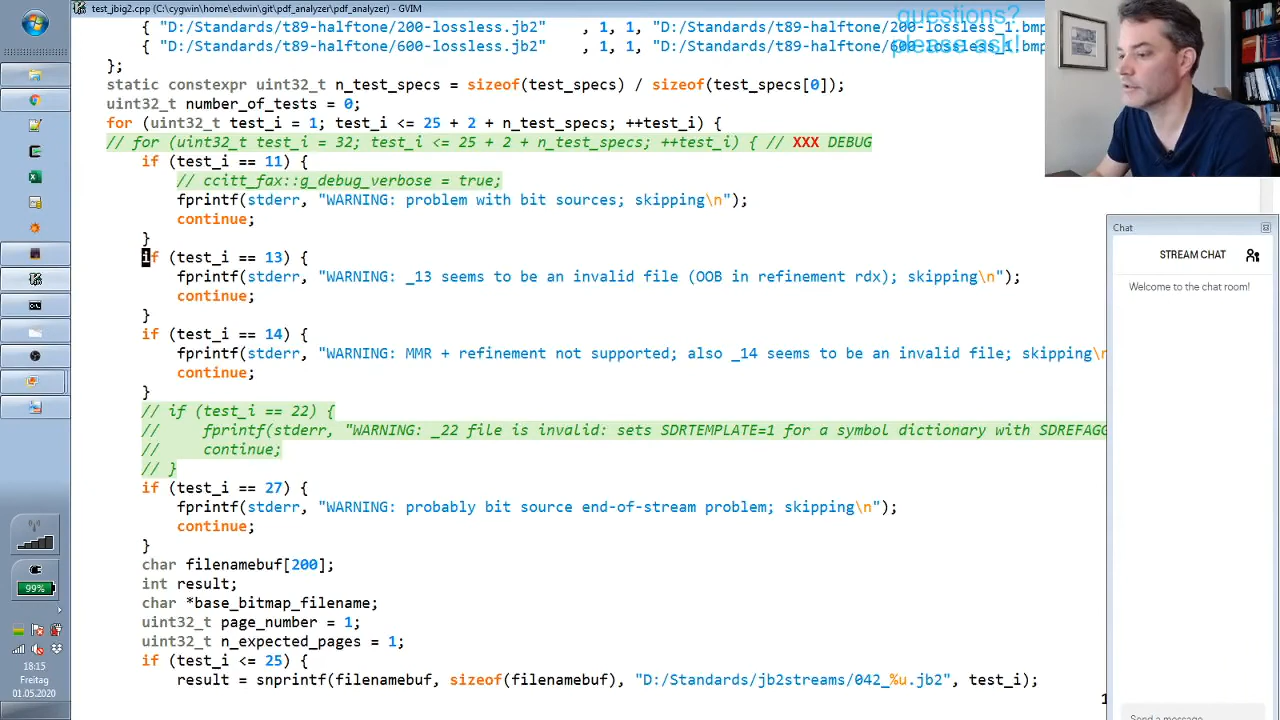 test_jbig2.cpp (C:\cygwin\home\edwin\git\pdf_analyzer\pdf_analyzer) - GVIM
questions?
please ask!
{ "D:/Standards/t89-halftone/200-lossless.jb2" , 1, 1, "D:/Standards/t89-halftone/200-lossless_1.bmp
{ "D:/Standards/t89-halftone/600-lossless.jb2" , 1, 1, "D:/Standards/t89-halftone/600-lossless_1.bmp
};
static constexpr uint32_t n_test_specs = sizeof(test_specs) / sizeof(test_specs[0]);
uint32_t number_of_tests = 0;
for (uint32_t test_i = 1; test_i <= 25 + 2 + n_test_specs; ++test_i) {
// for (uint32_t test_i = 32; test_i <= 25 + 2 + n_test_specs; ++test_i) { // XXX DEBUG
if (test_i == 11) {
// ccitt_fax::g_debug_verbose = true;
fprintf(stderr, "WARNING: problem with bit sources; skipping\n");
continue;
}
if (test_i == 13) {
fprintf(stderr, "WARNING: _13 seems to be an invalid file (OOB in refinement rdx); skipping\n");
continue;
}
if (test_i == 14) {
fprintf(stderr, "WARNING: MMR + refinement not supported; also _14 seems to be an invalid file; skipping\n
continue;
}
// if (test_i == 22) {
// fprintf(stderr, "WARNING: _22 file is invalid: sets SDRTEMPLATE=1 for a symbol dictionary with SDREFAGG
// continue;
// }
if (test_i == 27) {
fprintf(stderr, "WARNING: probably bit source end-of-stream problem; skipping\n");
continue;
}
char filenamebuf[200];
int result;
char *base_bitmap_filename;
uint32_t page_number = 1;
uint32_t n_expected_pages = 1;
if (test_i <= 25) {
result = snprintf(filenamebuf, sizeof(filenamebuf), "D:/Standards/jb2streams/042_%u.jb2", test_i);
Chat
STREAM CHAT
Welcome to the chat room!
Send a message
99%
18:15
Freitag
01.05.2020